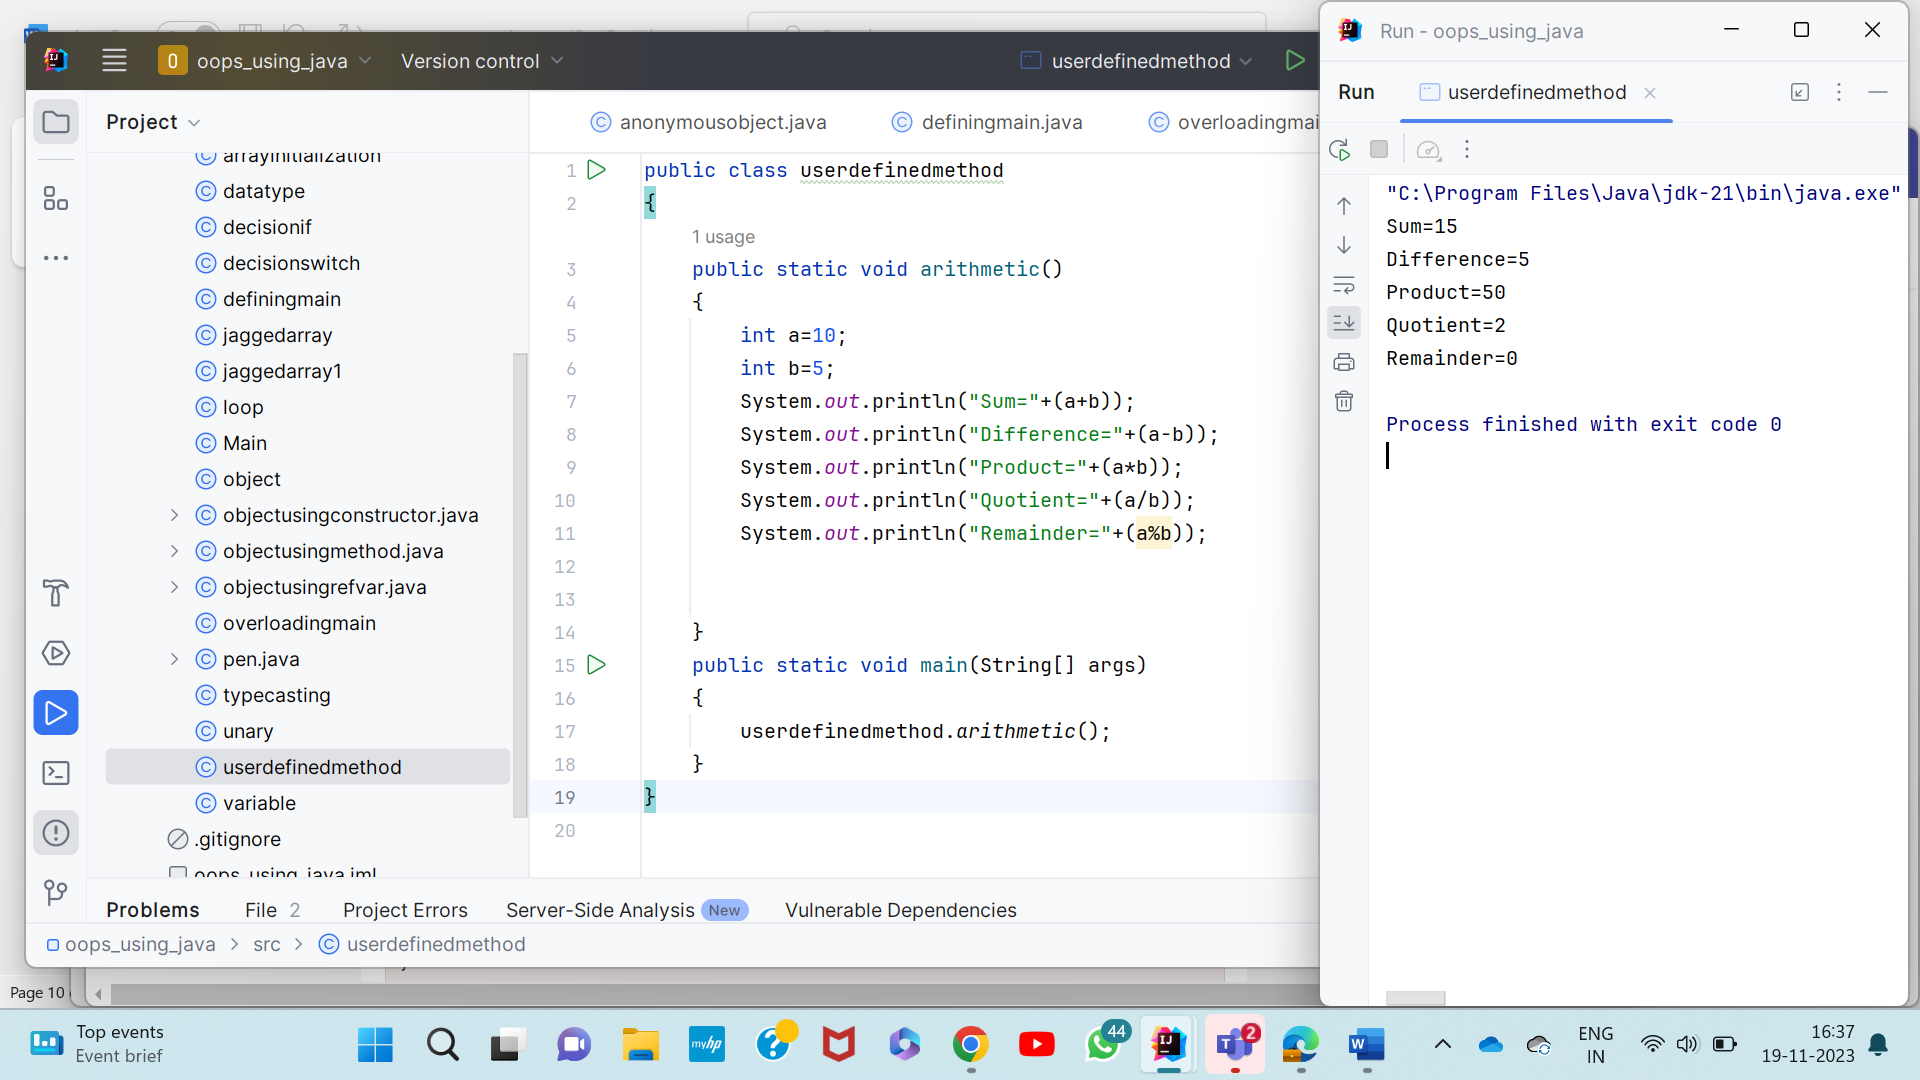 oops_using_java
Version control
userdefinedmethod
Project
anonymousobject.java
definingmain.java
overloadingmai
arrayinitialization
datatype
decisionif
decisionswitch
definingmain
jaggedarray
jaggedarray1
loop
Main
object
objectusingconstructor.java
objectusingmethod.java
objectusingrefvar.java
overloadingmain
pen.java
typecasting
unary
userdefinedmethod
variable
.gitignore
oops_using_java.iml
1 public class userdefinedmethod
2 {
1 usage
3 public static void arithmetic()
4 {
5 int a=10;
6 int b=5;
7 System.out.println("Sum="+(a+b));
8 System.out.println("Difference="+(a-b));
9 System.out.println("Product="+(a*b));
10 System.out.println("Quotient="+(a/b));
11 System.out.println("Remainder="+(a%b));
12
13
14 }
15 public static void main(String[] args)
16 {
17 userdefinedmethod.arithmetic();
18 }
19 }
20
Problems File 2 Project Errors Server-Side Analysis New Vulnerable Dependencies
oops_using_java > src > userdefinedmethod
Run - oops_using_java
Run userdefinedmethod
"C:\Program Files\Java\jdk-21\bin\java.exe"
Sum=15
Difference=5
Product=50
Quotient=2
Remainder=0
Process finished with exit code 0
Page 10
Top events
Event brief
myhp
44
2
ENG
IN
16:37
19-11-2023